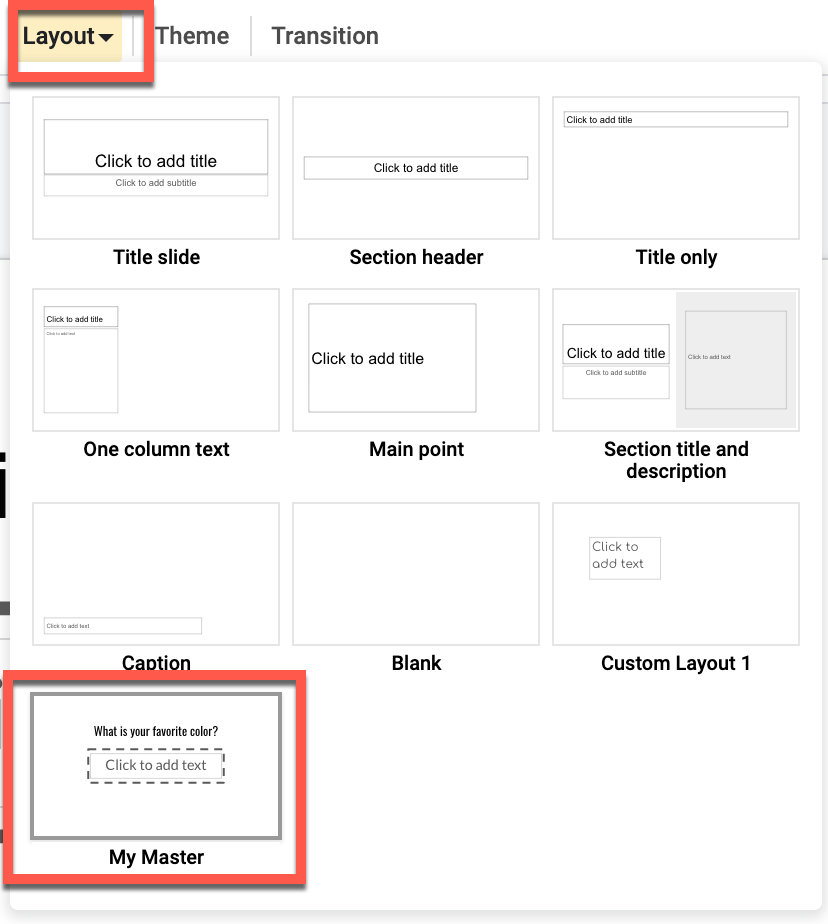 Layout Theme Transition
Click to add title
Click to add subtitle
Title slide
Click to add title
Section header
Click to add title
Title only
Click to add title
Click to add text
One column text
Click to add title
Main point
Click to add title
Click to add subtitle
Click to add text
Section title and
description
Click to add text
Caption
Blank
Click to
add text
Custom Layout 1
What is your favorite color?
Click to add text
My Master